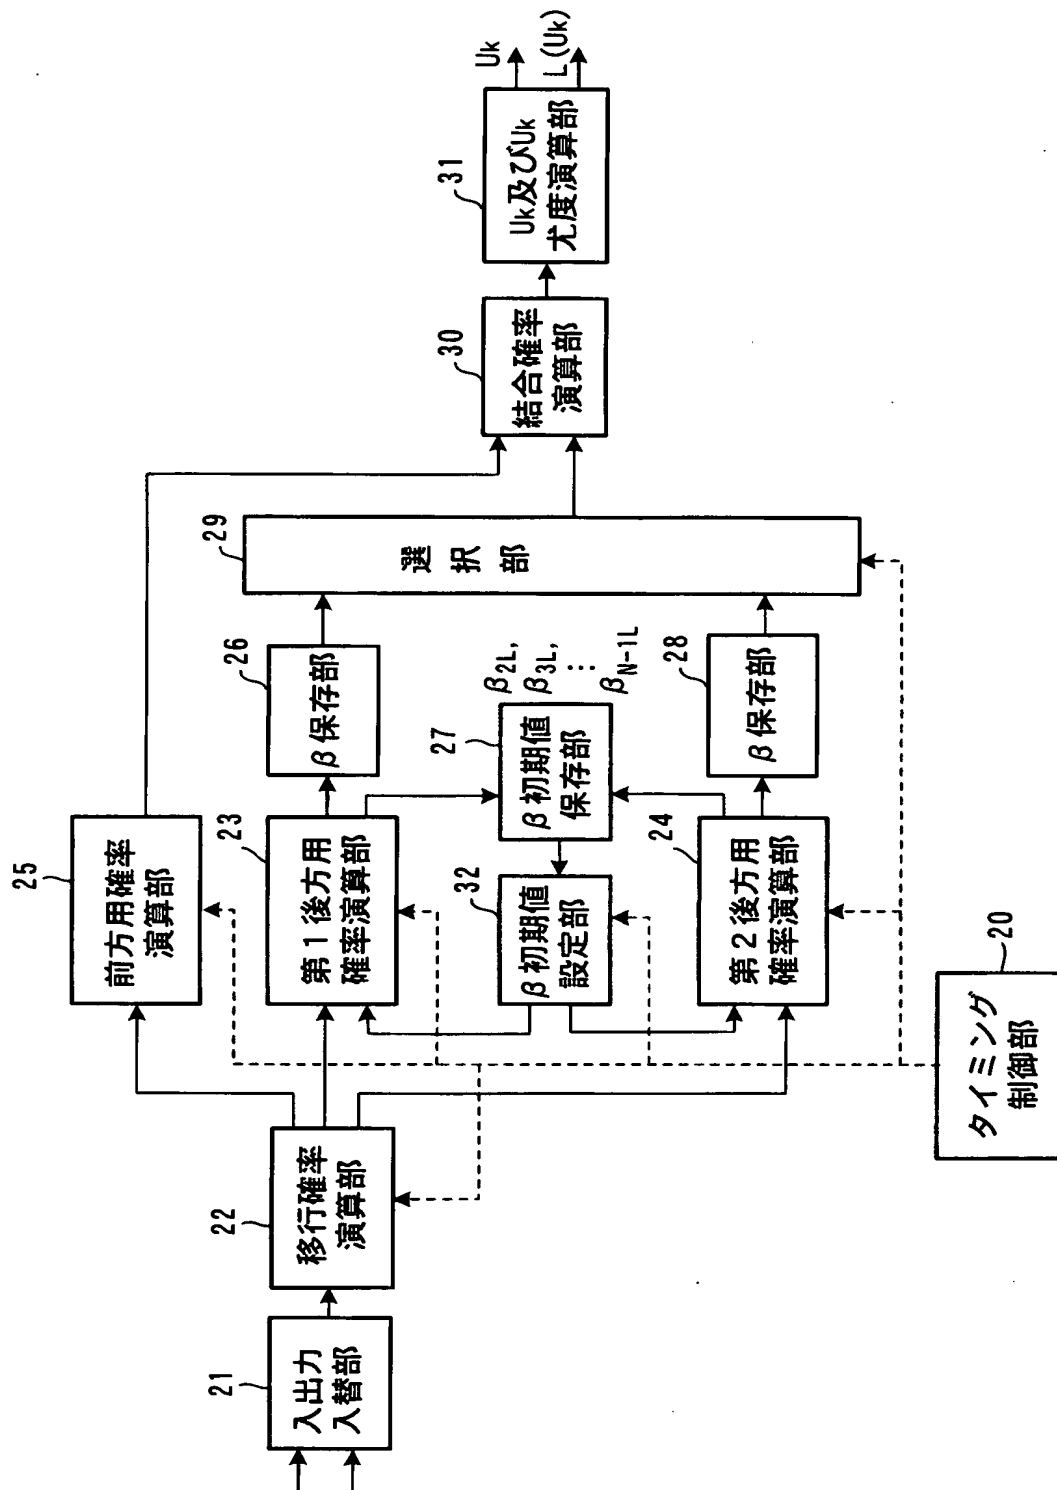 21
入出力
入替部
22
移行確率
演算部
25
前方用確率
演算部
23
第1後方用
確率演算部
32
β初期値
設定部
24
第2後方用
確率演算部
20
タイミング
制御部
26
β保存部
27
β初期値
保存部
β2L,
β3L,
⋮
βN-1L
28
β保存部
29
選択部
30
結合確率
演算部
31
Uk及びUk
尤度演算部
Uk
L(Uk)